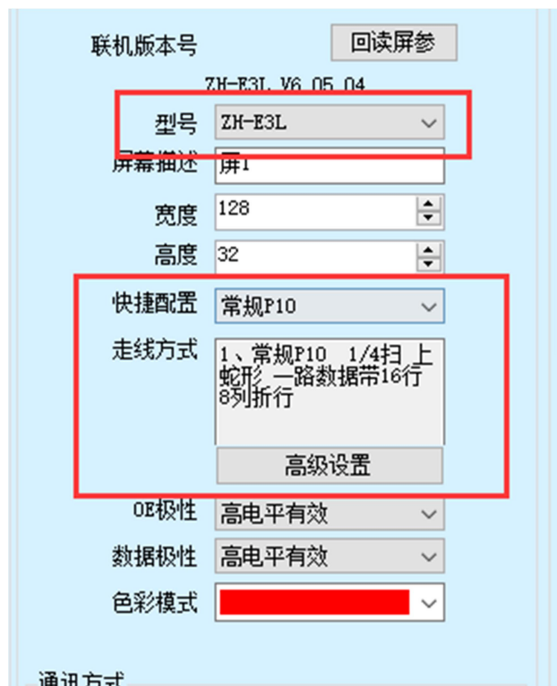 联机版本号 回读屏参
ZH-E3L V6.05.04
型号 ZH-E3L
屏幕描述 屏1
宽度 128
高度 32
快捷配置 常规P10
走线方式 1、常规P10 1/4扫 上
蛇形 一路数据带16行
8列折行
高级设置
OE极性 高电平有效
数据极性 高电平有效
色彩模式
通讯方式